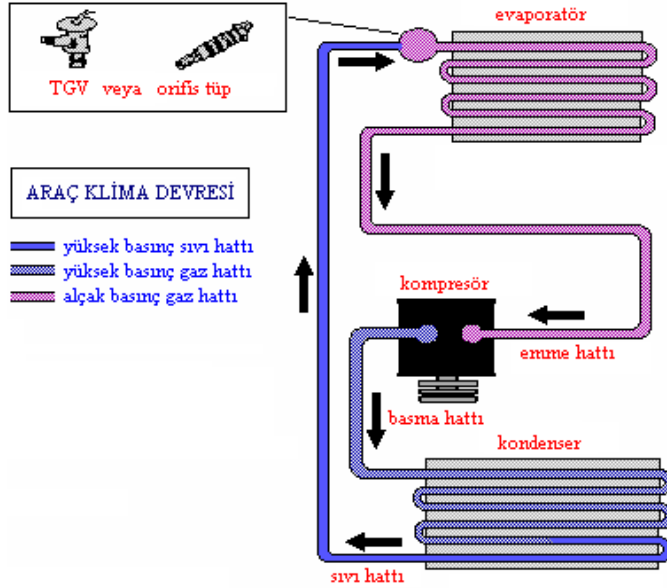 evaporatör
TGV veya orifis tüp
ARAÇ KLİMA DEVRESİ
yüksek basınç sıvı hattı
yüksek basınç gaz hattı
alçak basınç gaz hattı
kompresör
emme hattı
basma hattı
kondenser
sıvı hattı